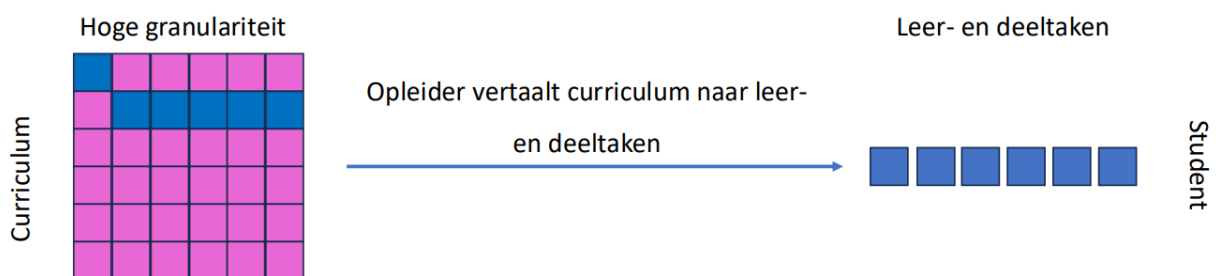 Hoge granulariteit
Leer- en deeltaken
Opleider vertaalt curriculum naar leer-
en deeltaken
Curriculum
Student